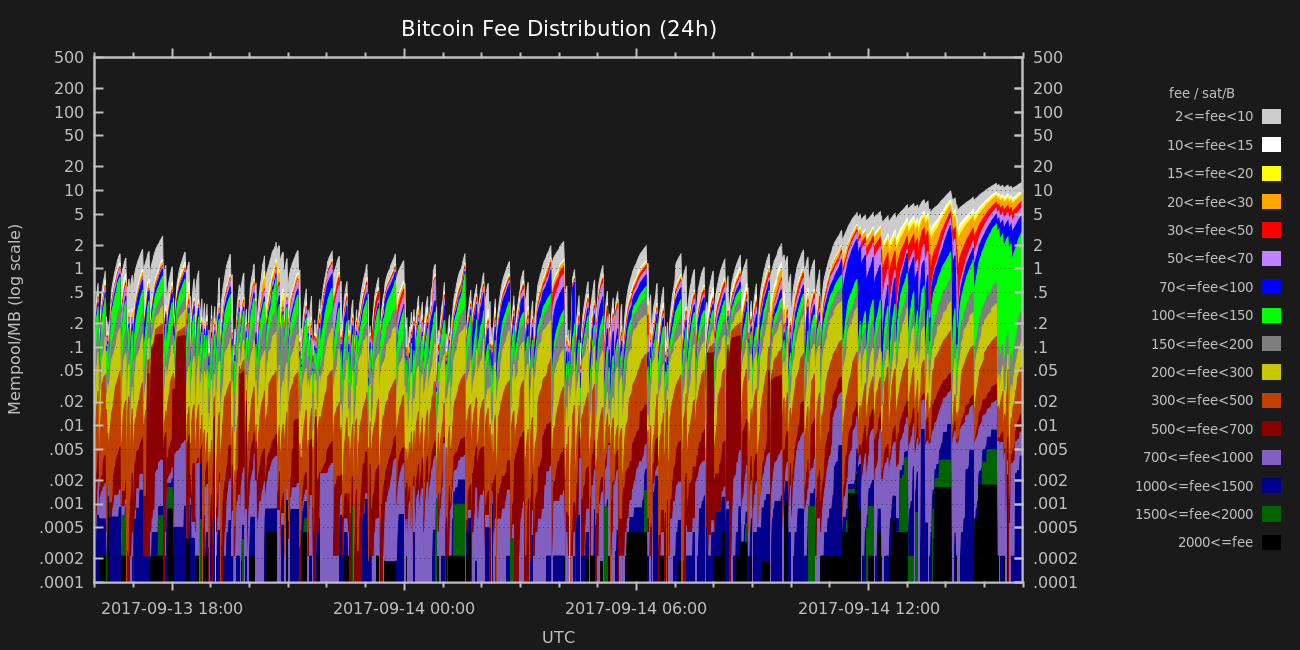 Bitcoin Fee Distribution (24h)
500
200
100
50
20
10
5
2
1
.5
.2
.1
.05
.02
.01
.005
.002
.001
.0005
.0002
.0001
Mempool/MB (log scale)
500
200
100
50
20
10
5
2
1
.5
.2
.1
.05
.02
.01
.005
.002
.001
.0005
.0002
.0001
2017-09-13 18:00
2017-09-14 00:00
2017-09-14 06:00
2017-09-14 12:00
UTC
fee / sat/B
2<=fee<10
10<=fee<15
15<=fee<20
20<=fee<30
30<=fee<50
50<=fee<70
70<=fee<100
100<=fee<150
150<=fee<200
200<=fee<300
300<=fee<500
500<=fee<700
700<=fee<1000
1000<=fee<1500
1500<=fee<2000
2000<=fee